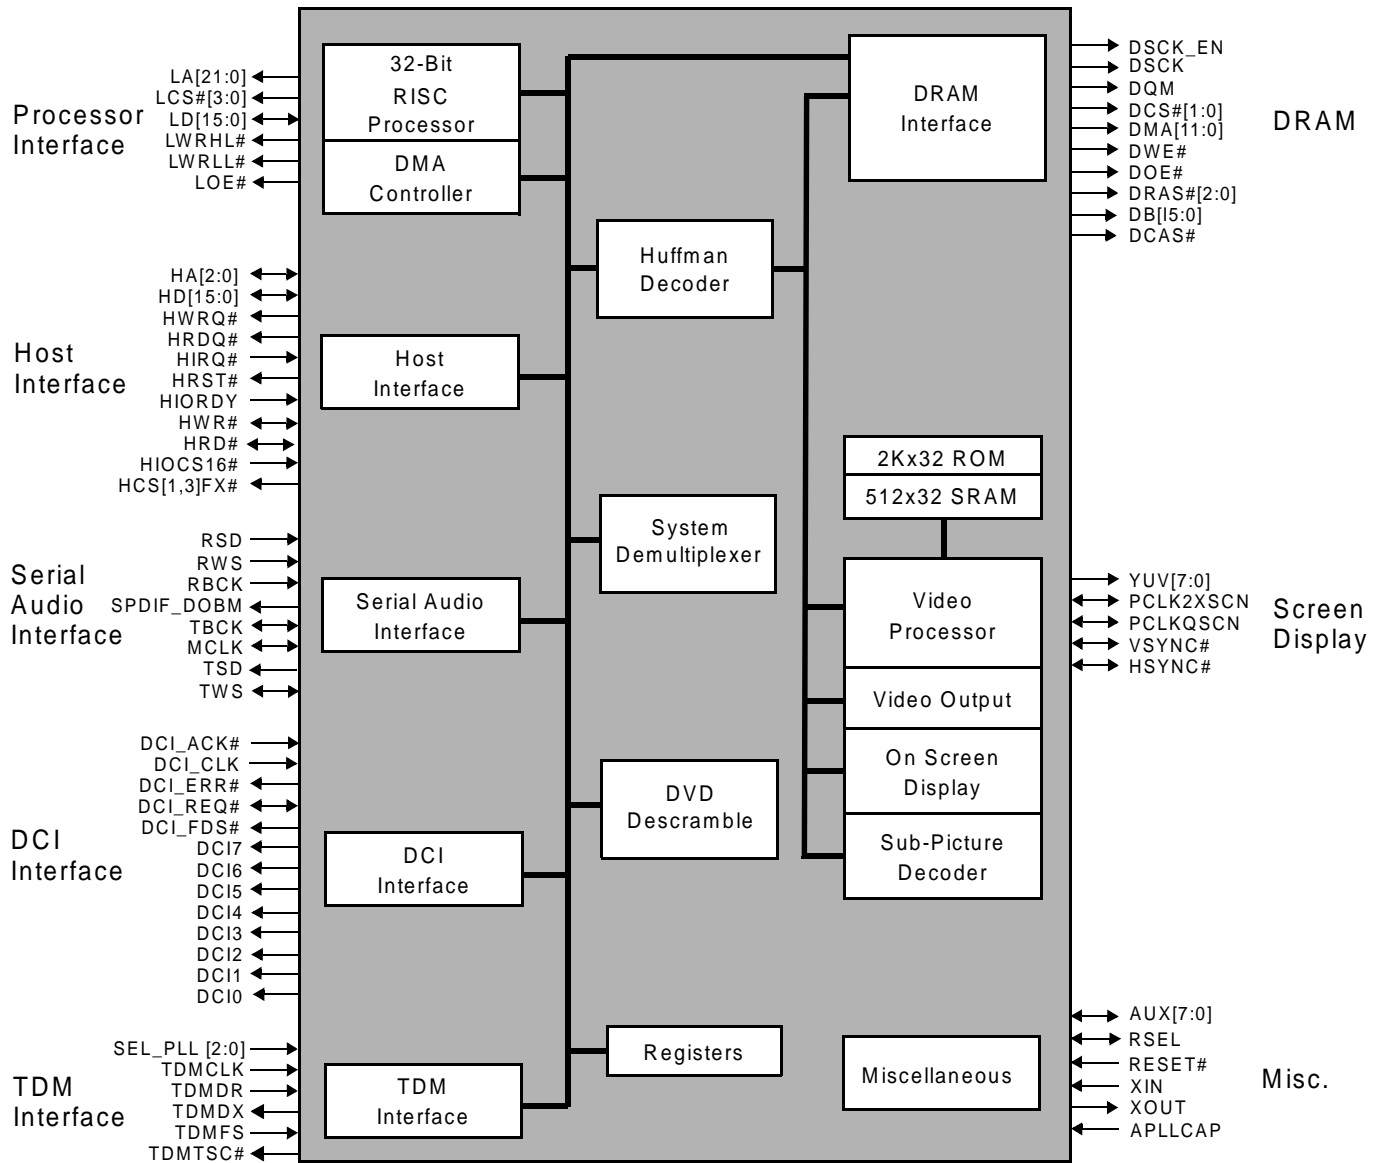 Processor
Interface
LA[21:0]
LCS#[3:0]
LD[15:0]
LWRHL#
LWRLL#
LOE#
Host
Interface
HA[2:0]
HD[15:0]
HWRQ#
HRDQ#
HIRQ#
HRST#
HIORDY
HWR#
HRD#
HIOCS16#
HCS[1,3]FX#
Serial
Audio
Interface
RSD
RWS
RBCK
SPDIF_DOBM
TBCK
MCLK
TSD
TWS
DCI
Interface
DCI_ACK#
DCI_CLK
DCI_ERR#
DCI_REQ#
DCI_FDS#
DCI7
DCI6
DCI5
DCI4
DCI3
DCI2
DCI1
DCI0
TDM
Interface
SEL_PLL [2:0]
TDMCLK
TDMDR
TDMDX
TDMFS
TDMTSC#
32-Bit
RISC
Processor
DMA
Controller
Host
Interface
Serial Audio
Interface
DCI
Interface
TDM
Interface
Huffman
Decoder
System
Demultiplexer
DVD
Descramble
Registers
DRAM
Interface
2Kx32 ROM
512x32 SRAM
Video
Processor
Video Output
On Screen
Display
Sub-Picture
Decoder
Miscellaneous
DSCK_EN
DSCK
DQM
DCS#[1:0]
DMA[11:0]
DWE#
DOE#
DRAS#[2:0]
DB[I5:0]
DCAS#
DRAM
YUV[7:0]
PCLK2XSCN
PCLKQSCN
VSYNC#
HSYNC#
Screen
Display
AUX[7:0]
RSEL
RESET#
XIN
XOUT
APLLCAP
Misc.